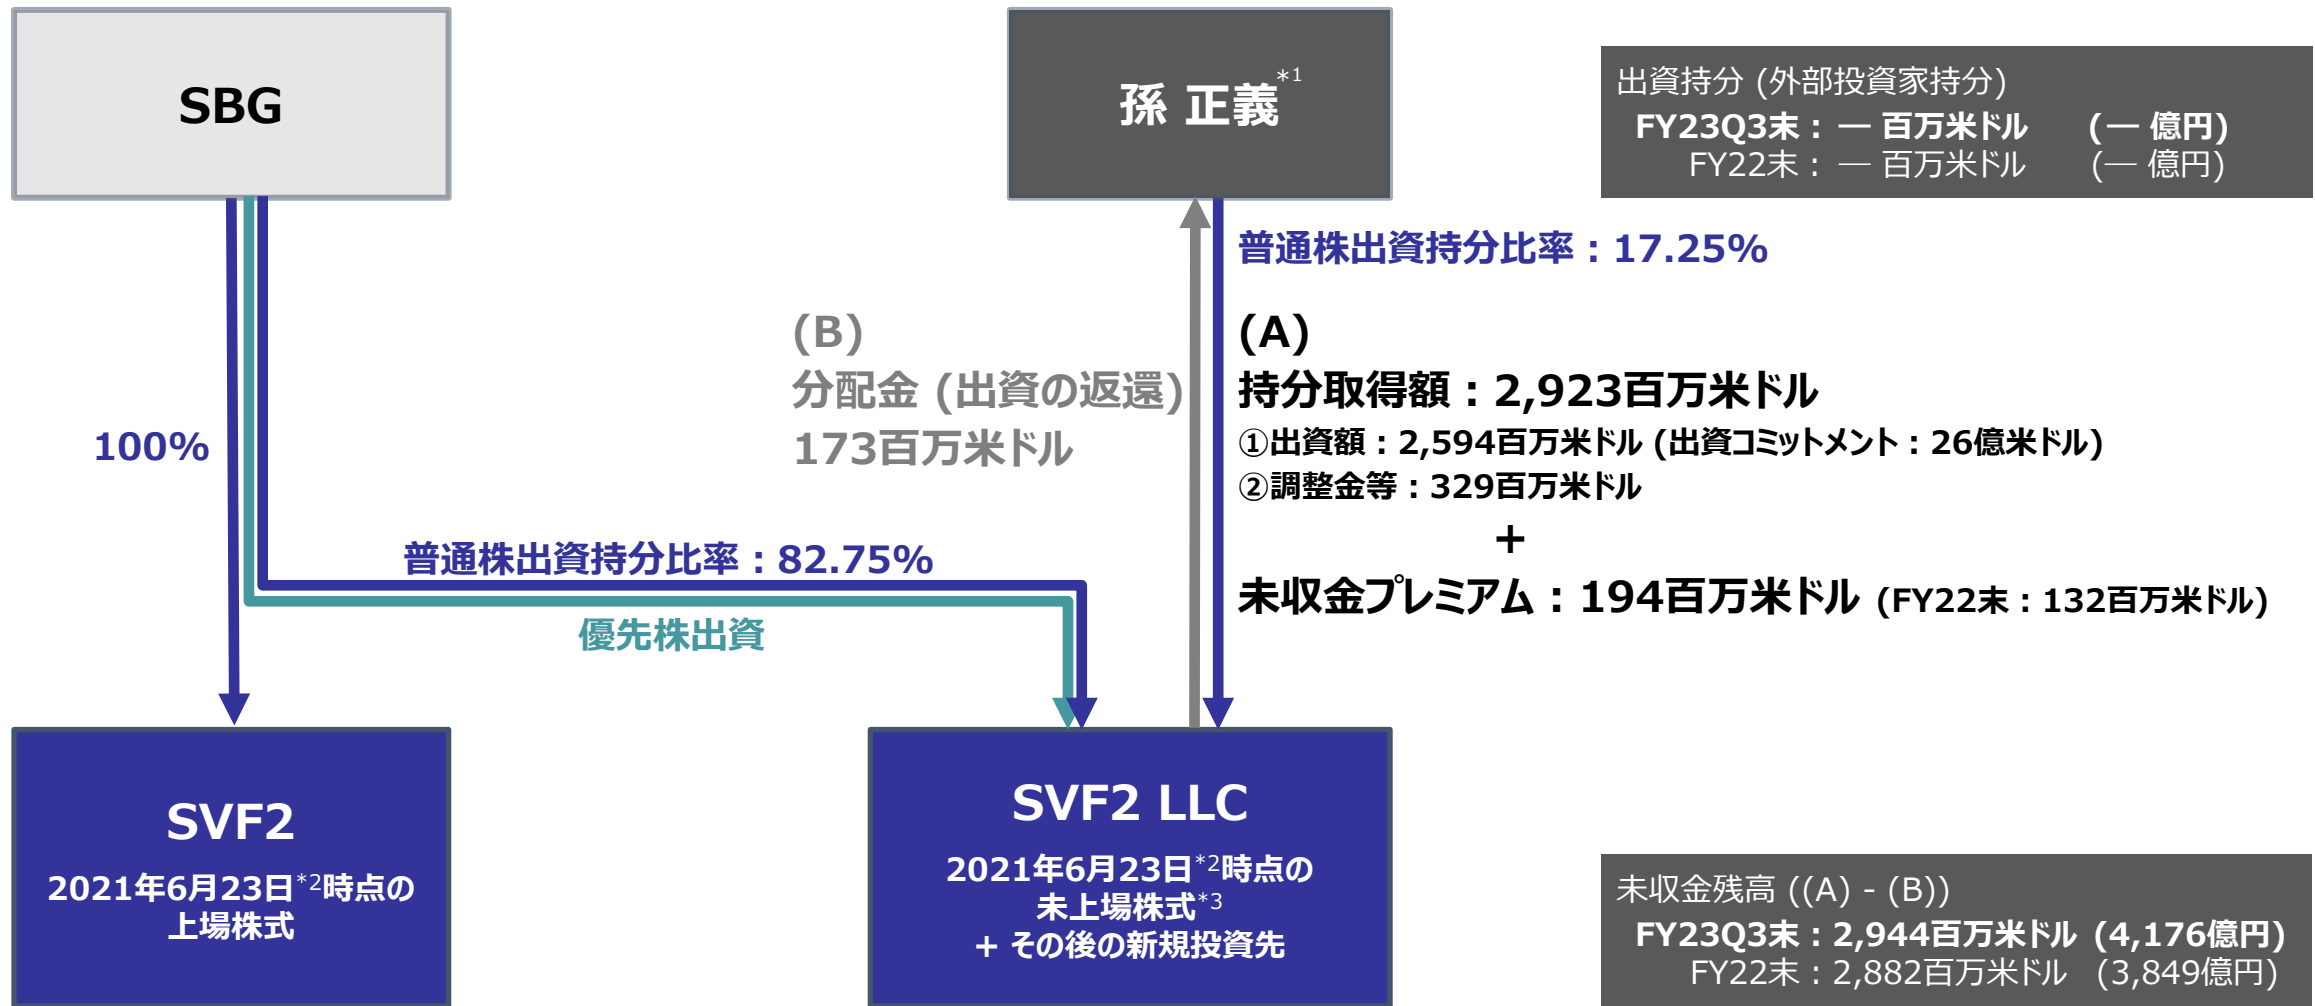 SBG
孫 正義*1
出資持分 (外部投資家持分)
FY23Q3末： ― 百万米ドル (― 億円)
FY22末： ― 百万米ドル (― 億円)
普通株出資持分比率：17.25%
(B)
分配金 (出資の返還)
173百万米ドル
(A)
持分取得額：2,923百万米ドル
①出資額：2,594百万米ドル (出資コミットメント：26億米ドル)
②調整金等：329百万米ドル
+
未収金プレミアム：194百万米ドル (FY22末：132百万米ドル)
100%
普通株出資持分比率：82.75%
優先株出資
SVF2
2021年6月23日*2時点の
上場株式
SVF2 LLC
2021年6月23日*2時点の
未上場株式*3
+ その後の新規投資先
未収金残高 ((A) - (B))
FY23Q3末：2,944百万米ドル (4,176億円)
FY22末：2,882百万米ドル (3,849億円)